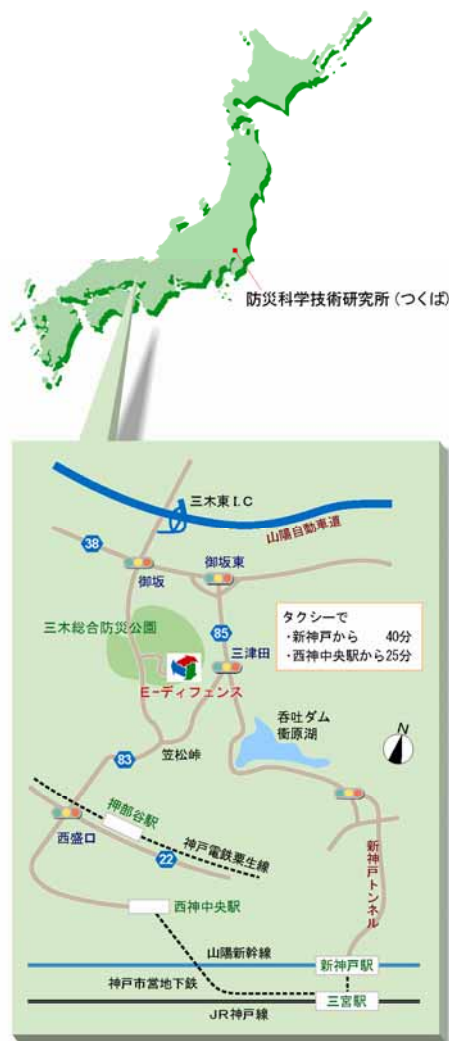 防災科学技術研究所（つくば）
三木東I.C
山陽自動車道
38
御坂東
御坂
三木総合防災公園
85
タクシーで
・新神戸から　40分
・西神中央駅から25分
三津田
E-ディフェンス
呑吐ダム
衝原湖
N
笠松峠
83
押部谷駅
西盛口
神戸電鉄粟生線
22
新神戸トンネル
西神中央駅
山陽新幹線
新神戸駅
神戸市営地下鉄
三宮駅
JR神戸線